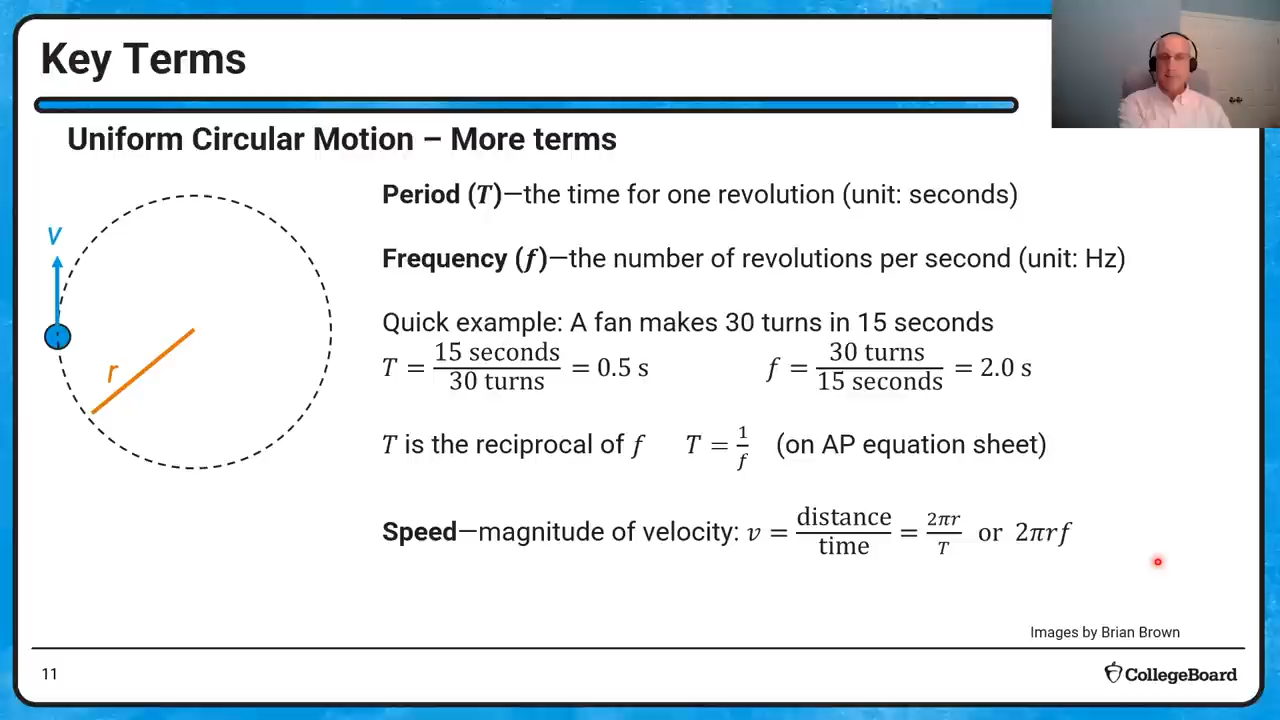 Key Terms
Uniform Circular Motion – More terms
Period (T)—the time for one revolution (unit: seconds)
v
Frequency (f)—the number of revolutions per second (unit: Hz)
Quick example: A fan makes 30 turns in 15 seconds
T = 15 seconds / 30 turns = 0.5 s
f = 30 turns / 15 seconds = 2.0 s
r
T is the reciprocal of f T = 1/f (on AP equation sheet)
Speed—magnitude of velocity: v = distance / time = 2πr / T or 2πrf
Images by Brian Brown
11
CollegeBoard